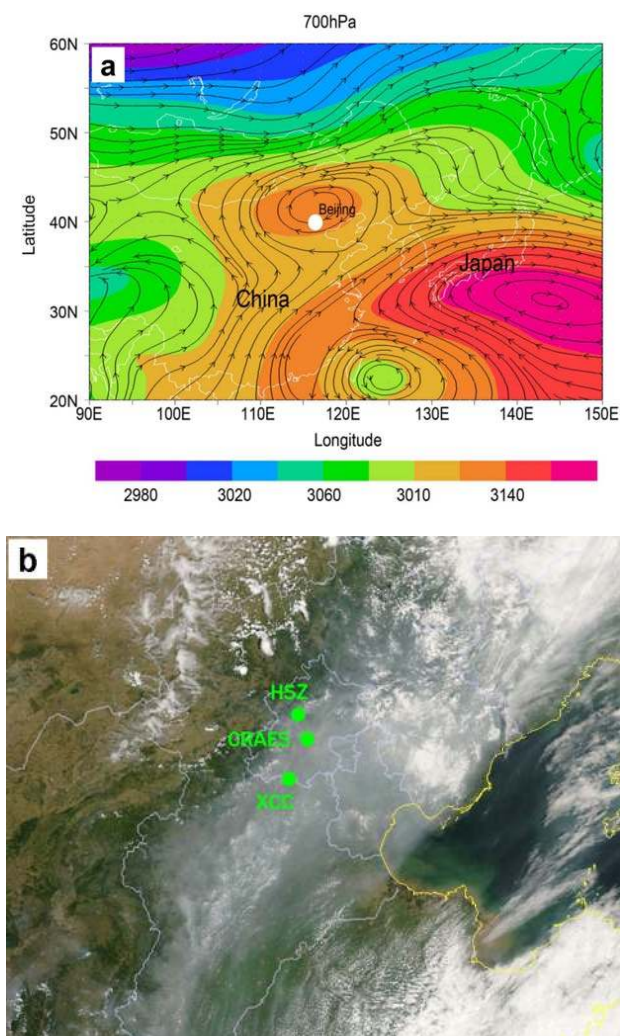 700hPa
60N
a
50N
Latitude
40N
Beijing
Japan
China
30N
20N
90E 100E 110E 120E 130E 140E 150E
Longitude
2980 3020 3060 3010 3140
b
HSZ
ORAES
XCC